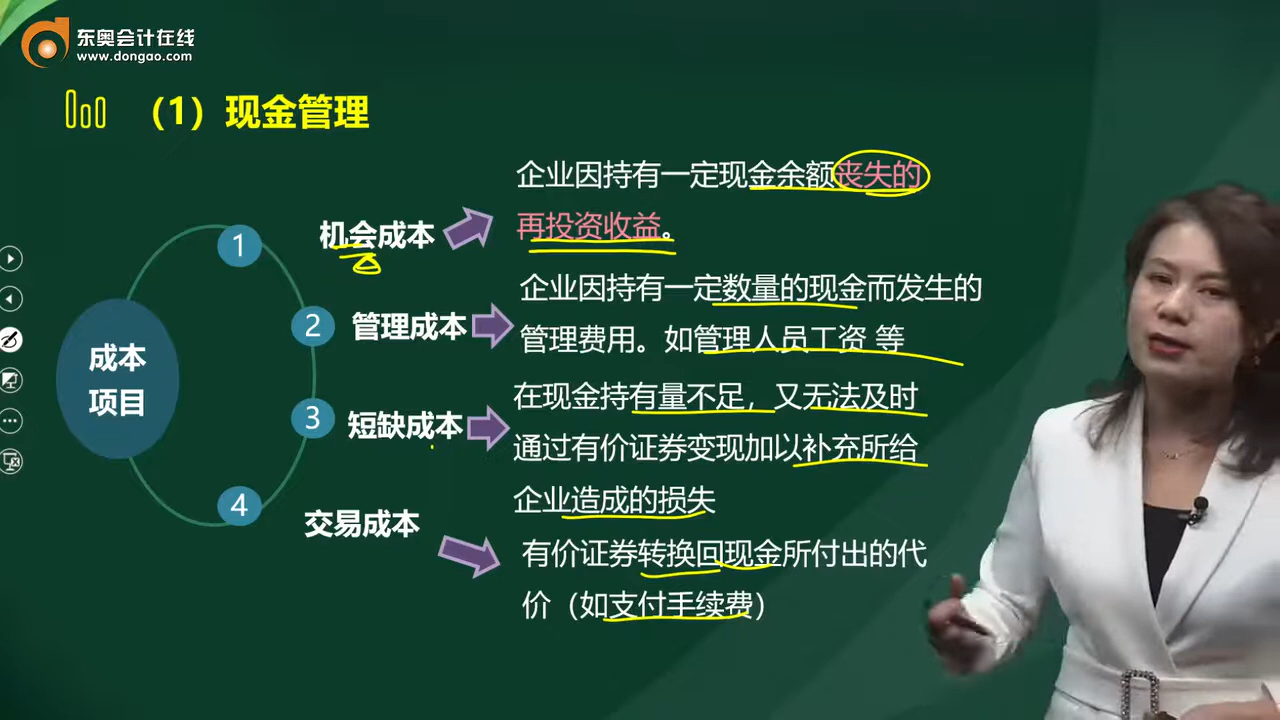 东奥会计在线
www.dongao.com
（1）现金管理
成本
项目
1
机会成本
企业因持有一定现金余额丧失的
再投资收益。
2
管理成本
企业因持有一定数量的现金而发生的
管理费用。如管理人员工资 等
3
短缺成本
在现金持有量不足，又无法及时
通过有价证券变现加以补充所给
企业造成的损失
4
交易成本
有价证券转换回现金所付出的代
价（如支付手续费）